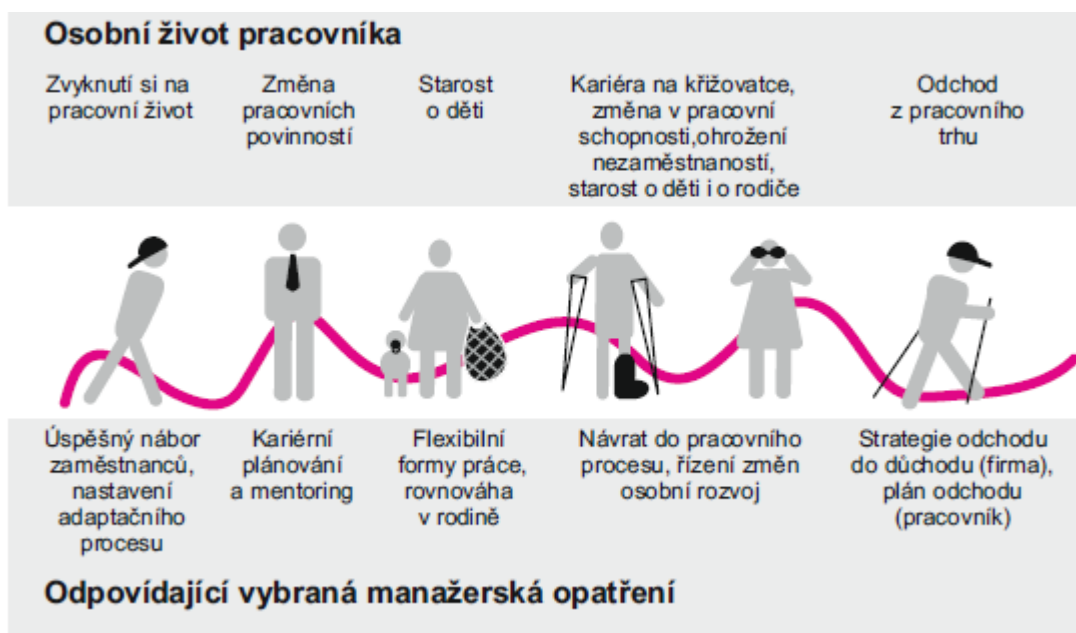 Osobní život pracovníka
Zvyknutí si na
pracovní život
Změna
pracovních
povinností
Starost
o děti
Kariéra na křižovatce,
změna v pracovní
schopnosti,ohrožení
nezaměstnaností,
starost o děti i o rodiče
Odchod
z pracovního
trhu
Úspěšný nábor
zaměstnanců,
nastavení
adaptačního
procesu
Kariérní
plánování
a mentoring
Flexibilní
formy práce,
rovnováha
v rodině
Návrat do pracovního
procesu, řízení změn
osobní rozvoj
Strategie odchodu
do důchodu (firma),
plán odchodu
(pracovník)
Odpovídající vybraná manažerská opatření